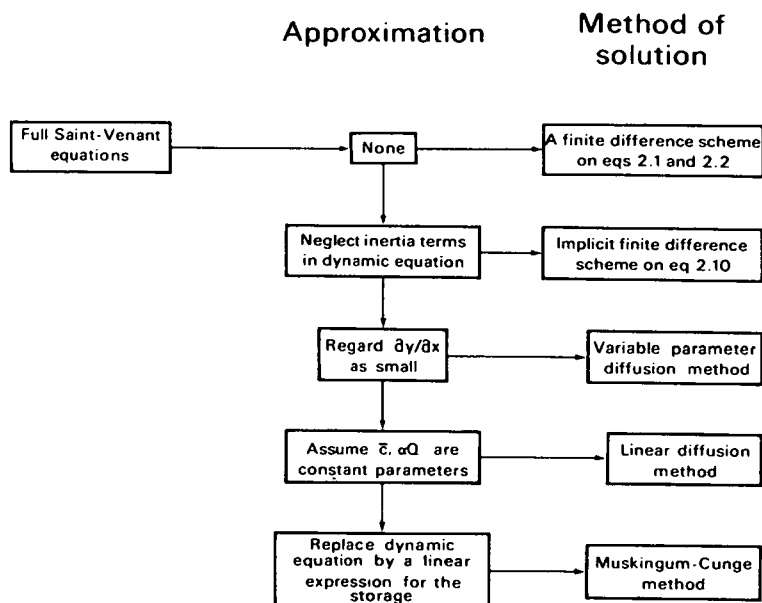 Approximation
Method of
solution
Full Saint-Venant
equations
None
A finite difference scheme
on eqs 2.1 and 2.2
Neglect inertia terms
in dynamic equation
Implicit finite difference
scheme on eq 2.10
Regard ∂y/∂x
as small
Variable parameter
diffusion method
Assume c̄, αQ are
constant parameters
Linear diffusion
method
Replace dynamic
equation by a linear
expression for the
storage
Muskingum-Cunge
method